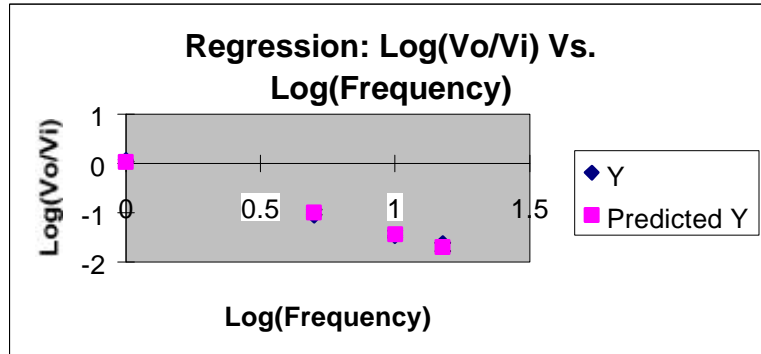 Regression: Log(Vo/Vi) Vs.
Log(Frequency)
Log(Vo/Vi)
1
0
-1
-2
0
0.5
1
1.5
Y
Predicted Y
Log(Frequency)